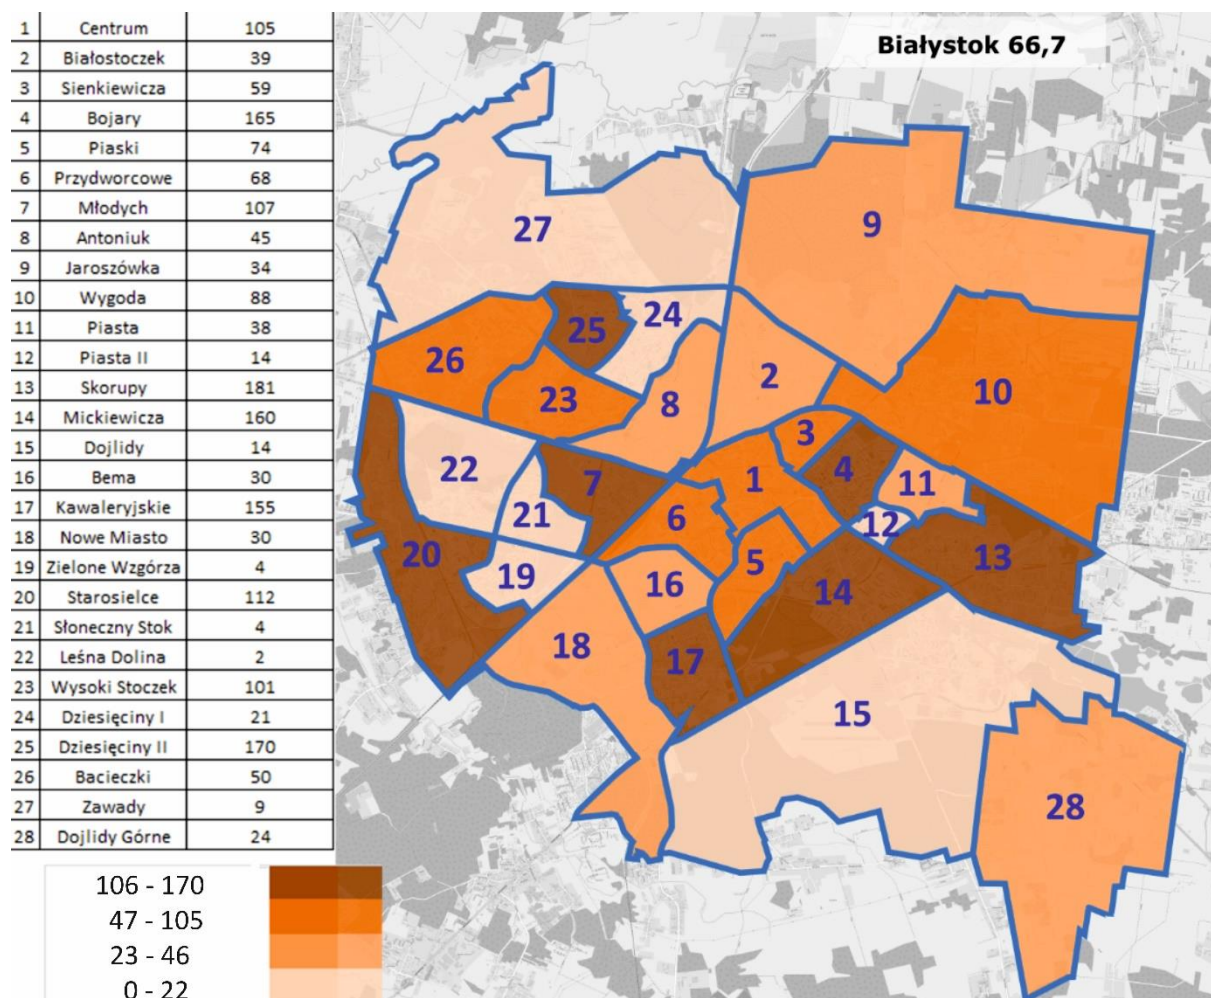 1 Centrum 105
2 Białostoczek 39
3 Sienkiewicza 59
4 Bojary 165
5 Piaski 74
6 Przydworcowe 68
7 Młodych 107
8 Antoniuk 45
9 Jaroszówka 34
10 Wygoda 88
11 Piasta 38
12 Piasta II 14
13 Skorupy 181
14 Mickiewicza 160
15 Dojlidy 14
16 Bema 30
17 Kawaleryjskie 155
18 Nowe Miasto 30
19 Zielone Wzgórza 4
20 Starosielce 112
21 Słoneczny Stok 4
22 Leśna Dolina 2
23 Wysoki Stoczek 101
24 Dziesięciny I 21
25 Dziesięciny II 170
26 Bacieczki 50
27 Zawady 9
28 Dojlidy Górne 24
106 - 170
47 - 105
23 - 46
0 - 22
Białystok 66,7
27
9
24
25
26
2
10
23
8
3
22
7
1
4
11
21
6
12
20
5
13
19
16
14
18
17
15
28